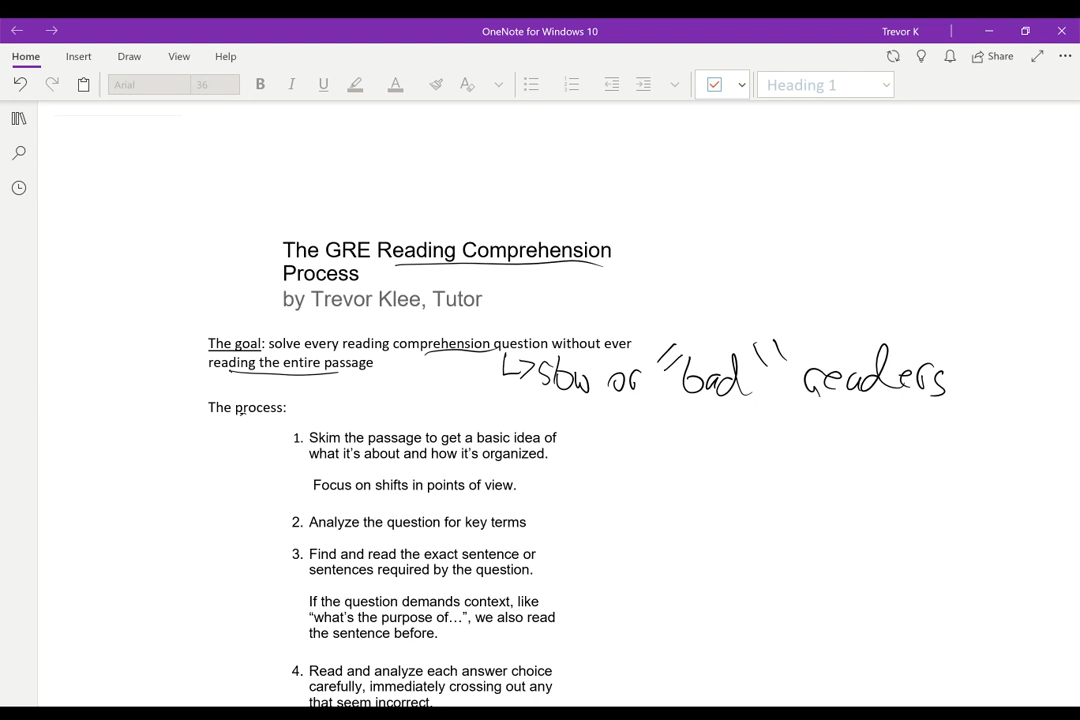 OneNote for Windows 10
Trevor K
Home Insert Draw View Help
Share
Arial 36 B I U A Heading 1
The GRE Reading Comprehension
Process
by Trevor Klee, Tutor
The goal: solve every reading comprehension question without ever
reading the entire passage
↳slow or "bad" readers
The process:
1. Skim the passage to get a basic idea of
what it's about and how it's organized.
Focus on shifts in points of view.
2. Analyze the question for key terms
3. Find and read the exact sentence or
sentences required by the question.
If the question demands context, like
“what's the purpose of…”, we also read
the sentence before.
4. Read and analyze each answer choice
carefully, immediately crossing out any
that seem incorrect.